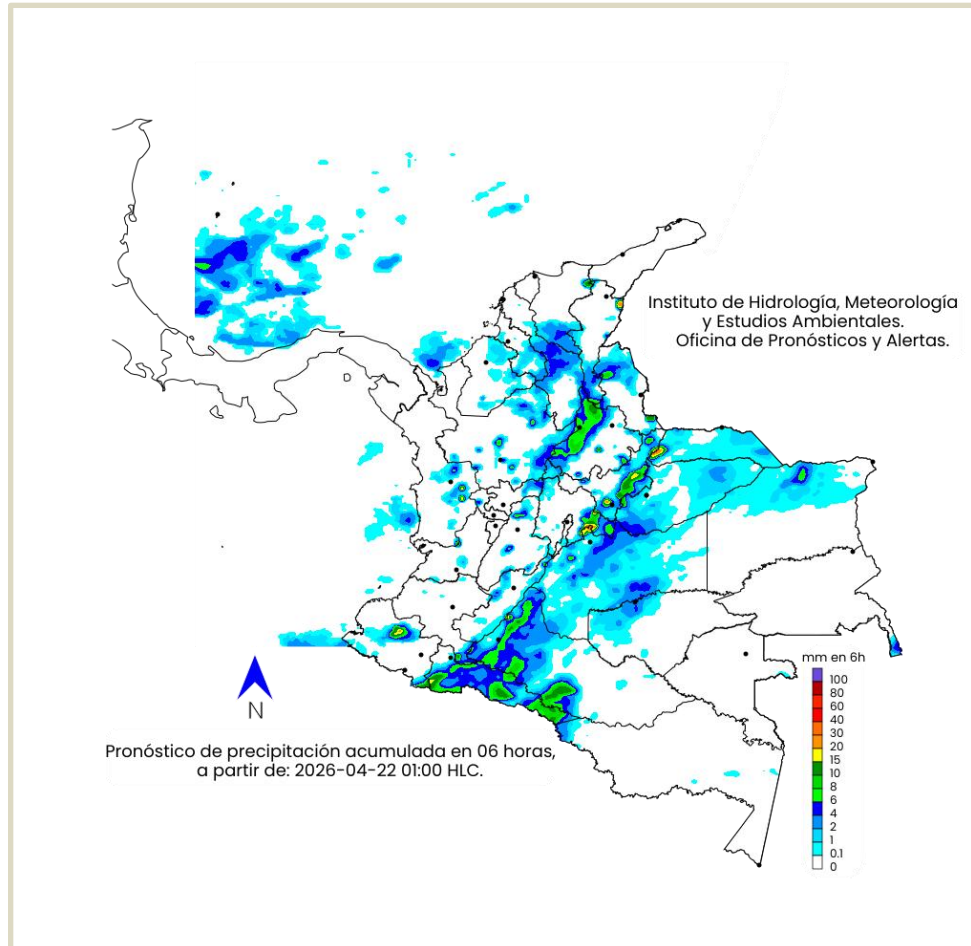 Instituto de Hidrología, Meteorología
y Estudios Ambientales.
Oficina de Pronósticos y Alertas.
mm en 6h
100
80
60
40
30
20
15
10
8
6
4
2
1
0.1
0
N
Pronóstico de precipitación acumulada en 06 horas,
a partir de: 2026-04-22 01:00 HLC.